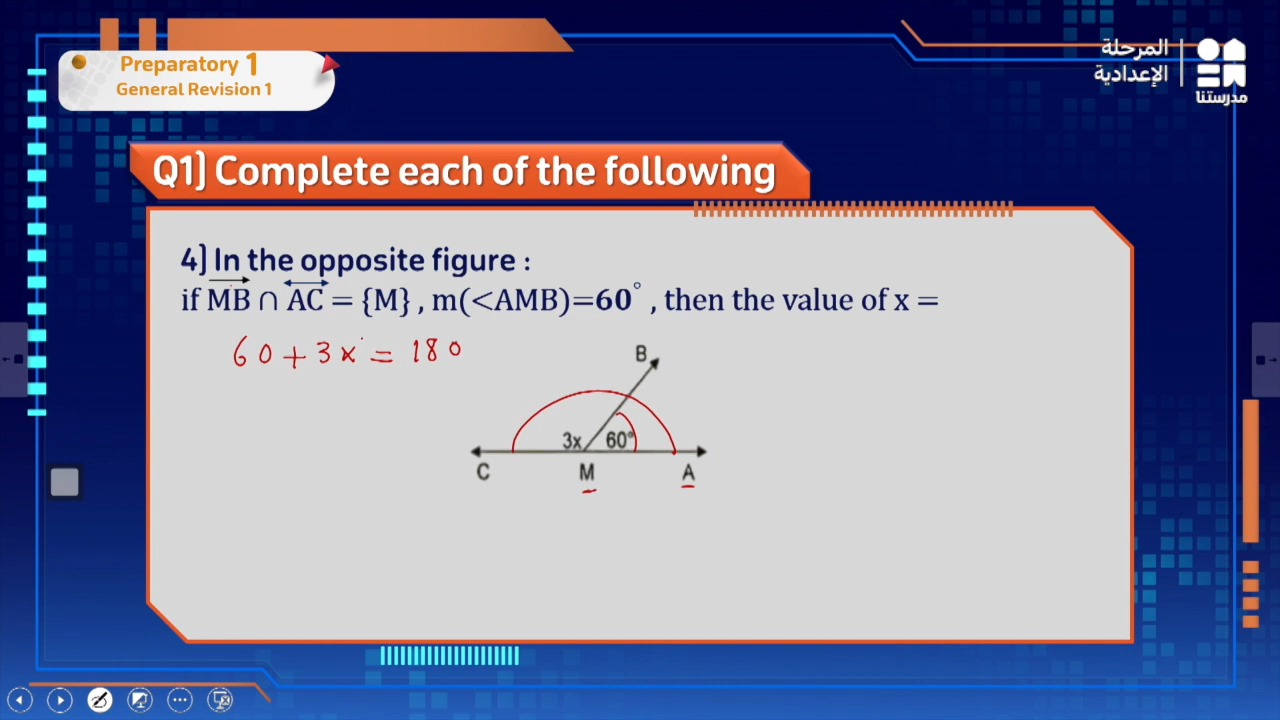 Preparatory 1
General Revision 1
المرحلة
الإعدادية
مدرستنا
Q1) Complete each of the following
4) In the opposite figure :
if MB ∩ AC = {M} , m(<AMB)=60° , then the value of x =
60+3x = 180
B
3x 60°
C M A